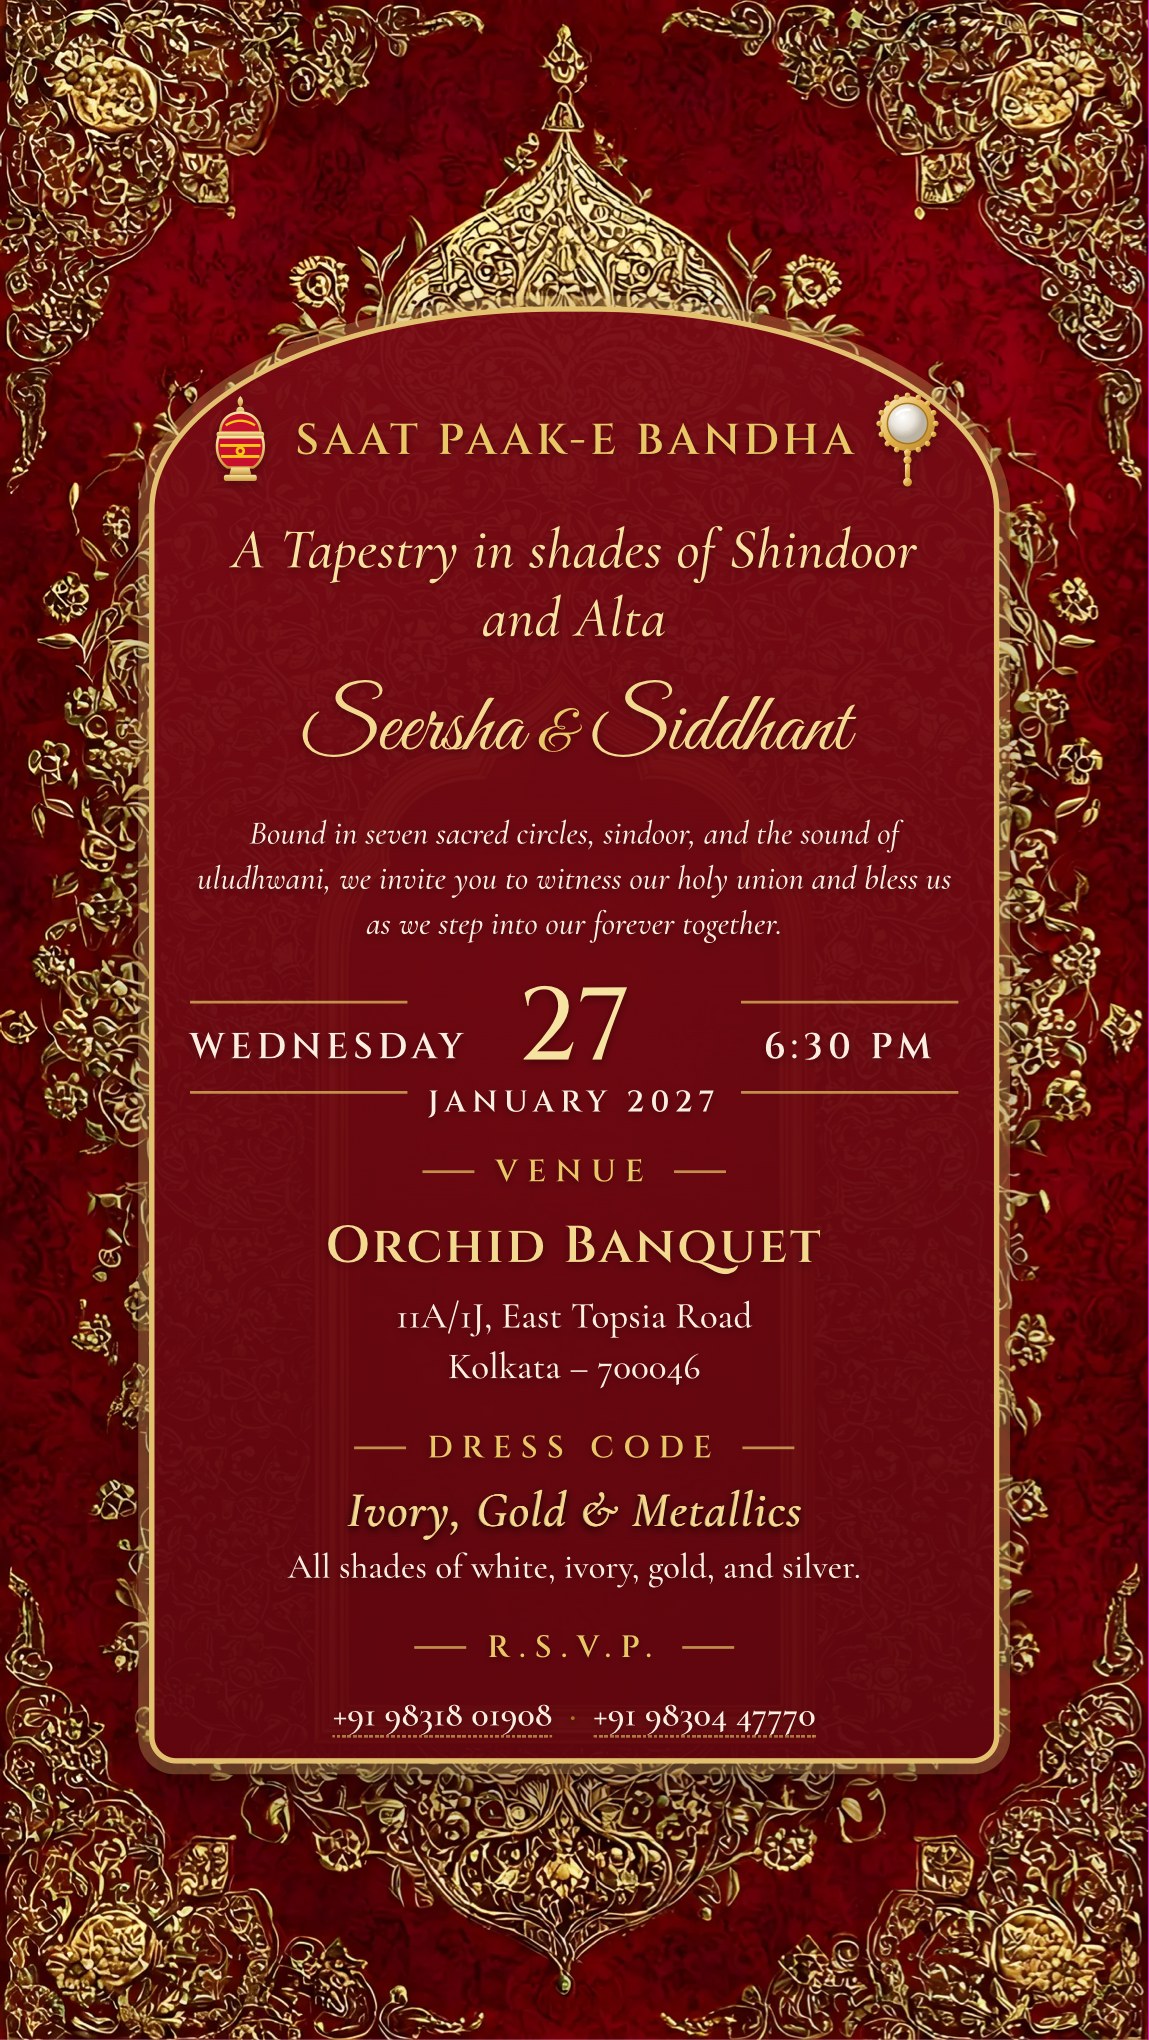 SAAT PAAK-E BANDHA
A Tapestry in shades of Shindoor
and Alta
Seersha & Siddhant
Bound in seven sacred circles, sindoor, and the sound of
uludhwani, we invite you to witness our holy union and bless us
as we step into our forever together.
WEDNESDAY
27
JANUARY 2027
6:30 PM
VENUE
ORCHID BANQUET
11A/1J, East Topsia Road
Kolkata – 700046
DRESS CODE
Ivory, Gold & Metallics
All shades of white, ivory, gold, and silver.
R.S.V.P.
+91 98318 01908 · +91 98304 47770